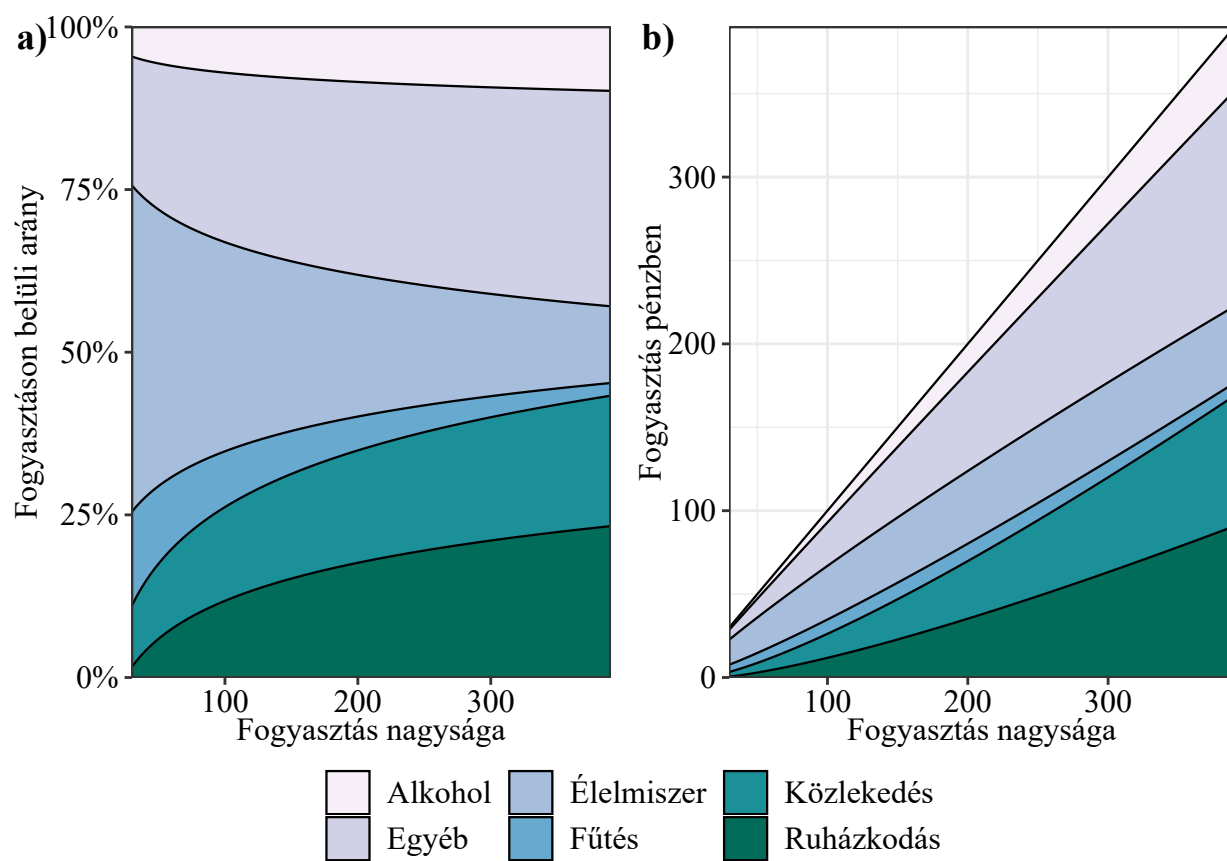 a)
100%
75%
50%
25%
0%
Fogyasztáson belüli arány
100 200 300
Fogyasztás nagysága
b)
300
200
100
0
Fogyasztás pénzben
100 200 300
Fogyasztás nagysága
Alkohol Élelmiszer Közlekedés
Egyéb Fűtés Ruházkodás